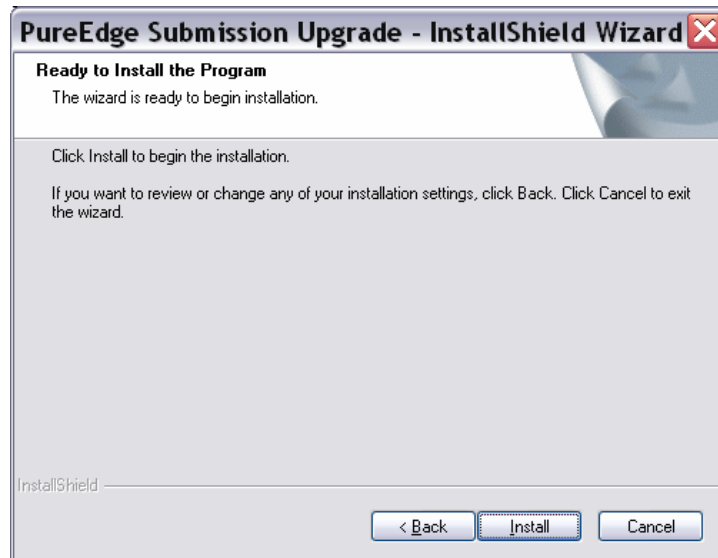 PureEdge Submission Upgrade - InstallShield Wizard
Ready to Install the Program
The wizard is ready to begin installation.
Click Install to begin the installation.
If you want to review or change any of your installation settings, click Back. Click Cancel to exit
the wizard.
InstallShield
< Back Install Cancel